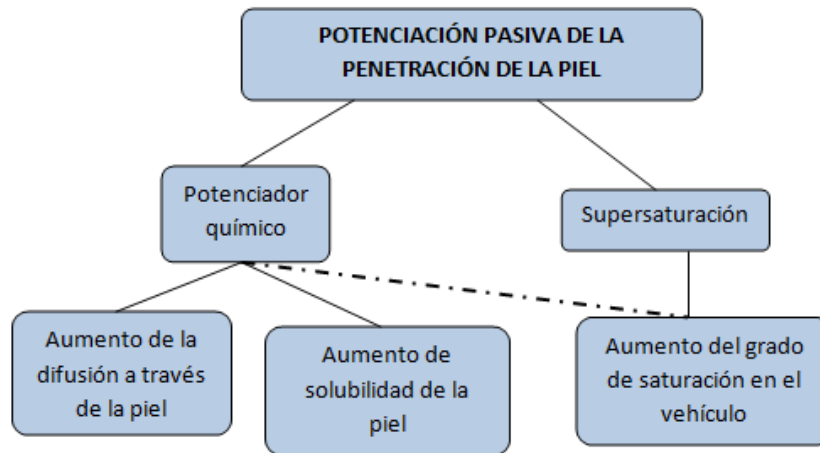 POTENCIACIÓN PASIVA DE LA
PENETRACIÓN DE LA PIEL
Potenciador
químico
Supersaturación
Aumento de la
difusión a través
de la piel
Aumento de
solubilidad de la
piel
Aumento del grado
de saturación en el
vehículo